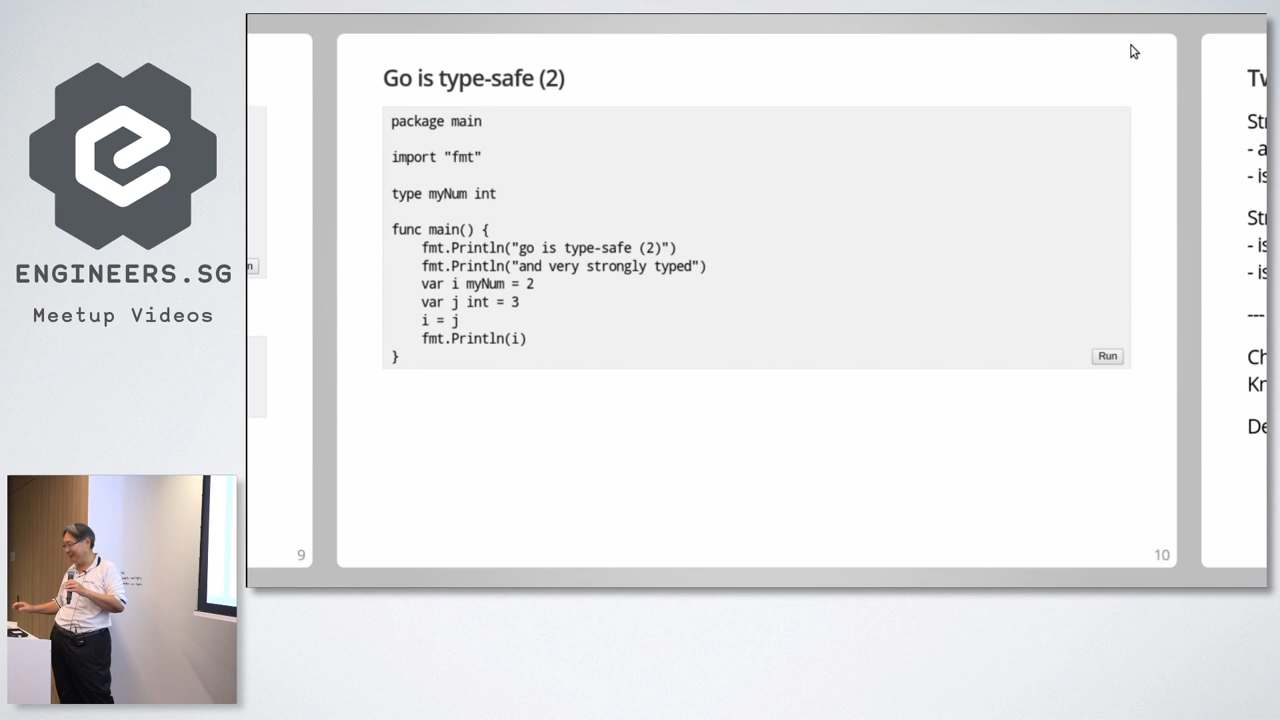 ENGINEERS.SG
Meetup Videos
Go is type-safe (2)
package main
import "fmt"
type myNum int
func main() {
fmt.Println("go is type-safe (2)")
fmt.Println("and very strongly typed")
var i myNum = 2
var j int = 3
i = j
fmt.Println(i)
}
Run
9
10
---